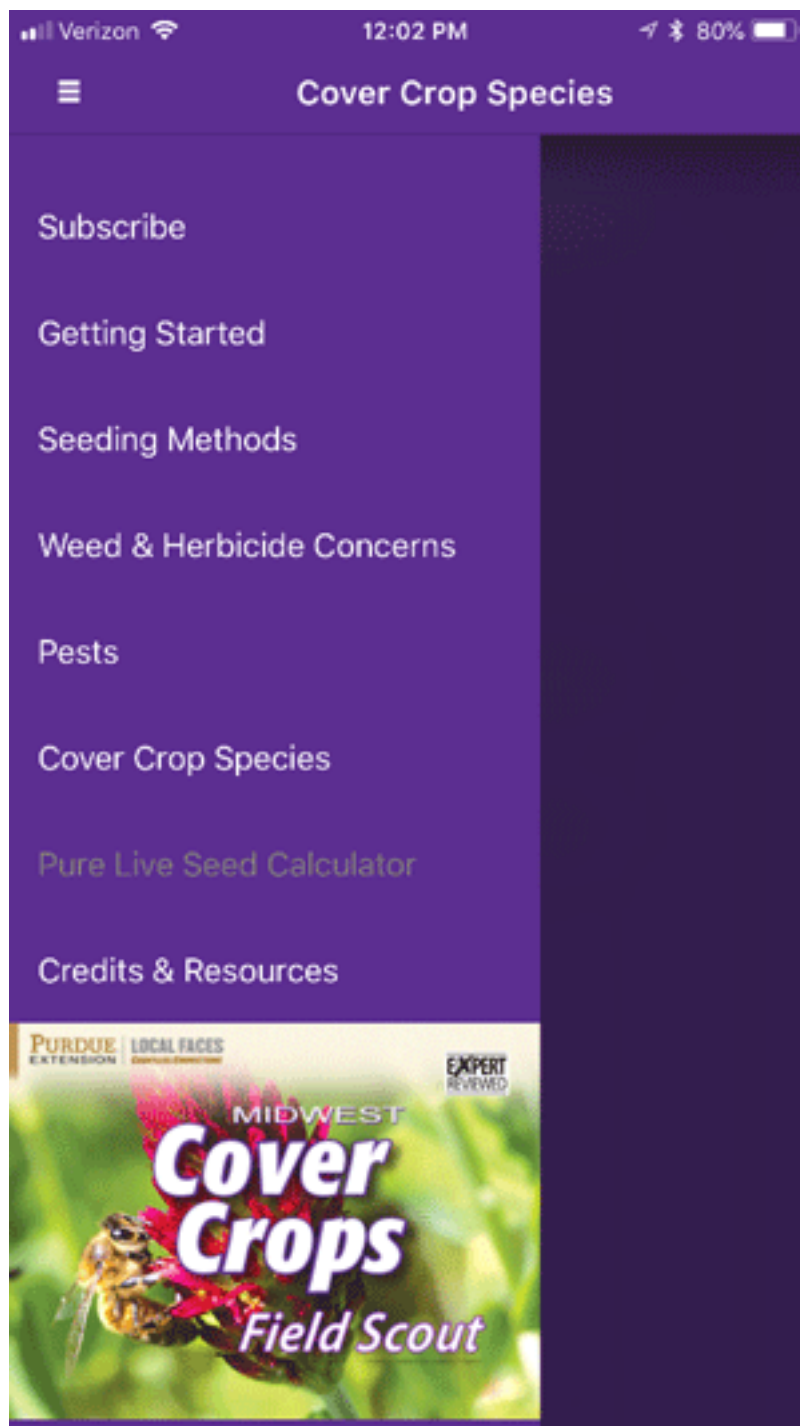 Verizon 12:02 PM 80%
Cover Crop Species
Subscribe
Getting Started
Seeding Methods
Weed & Herbicide Concerns
Pests
Cover Crop Species
Pure Live Seed Calculator
Credits & Resources
PURDUE LOCAL FACES
EXTENSION
EXPERT
REVIEWED
MIDWEST
Cover
Crops
Field Scout